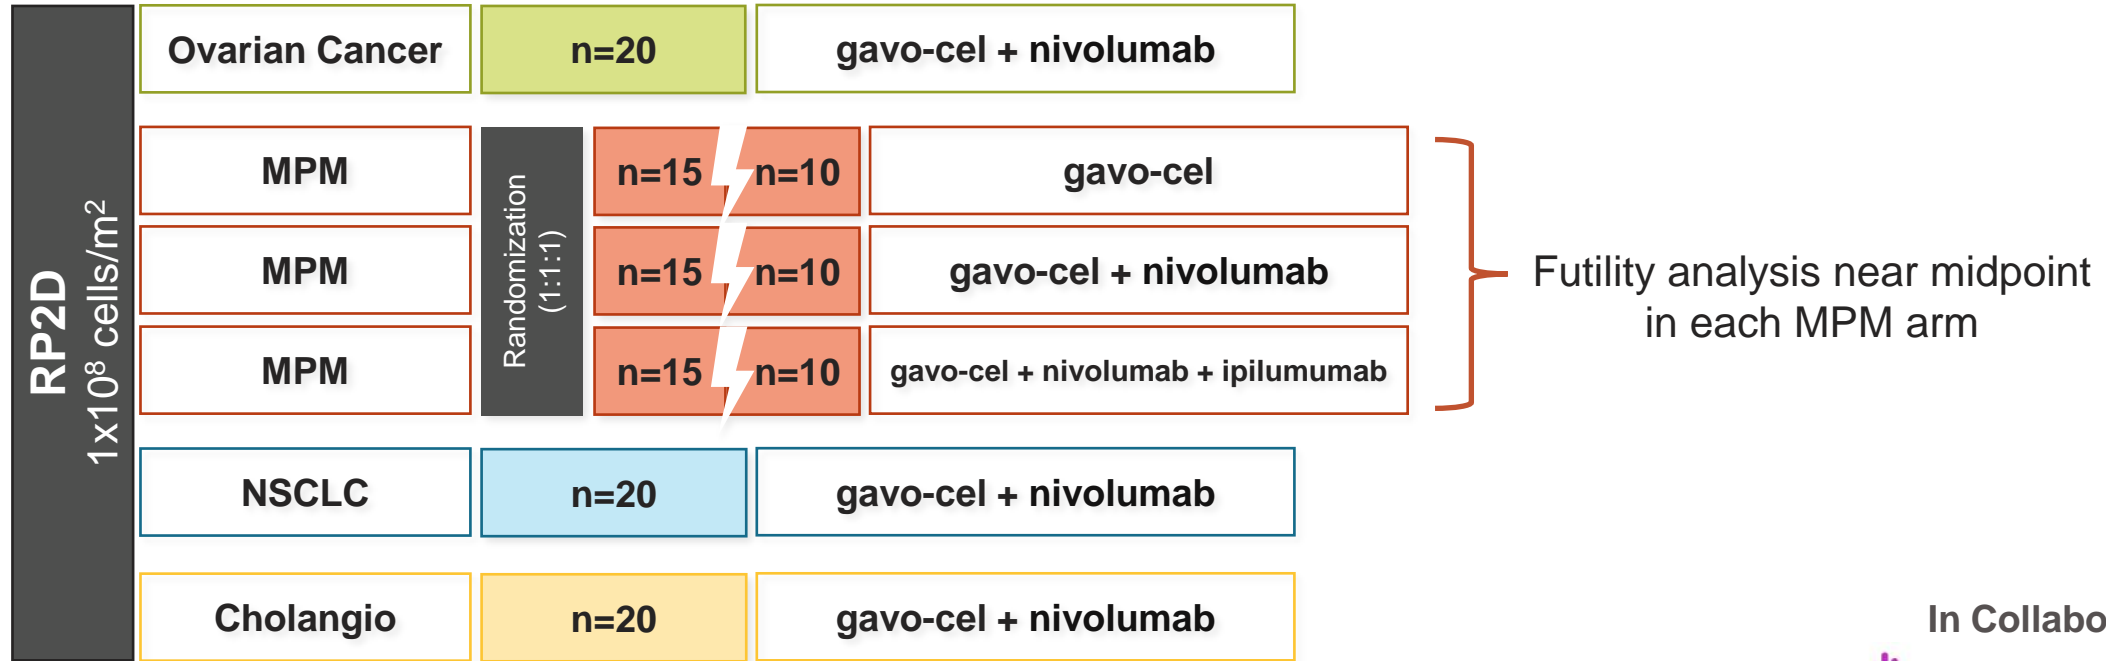 RP2D
1x10⁸ cells/m²
Ovarian Cancer n=20 gavo-cel + nivolumab
Randomization
(1:1:1)
MPM n=15 n=10 gavo-cel
MPM n=15 n=10 gavo-cel + nivolumab
MPM n=15 n=10 gavo-cel + nivolumab + ipilumumab
Futility analysis near midpoint
in each MPM arm
NSCLC n=20 gavo-cel + nivolumab
Cholangio n=20 gavo-cel + nivolumab
In Collabo